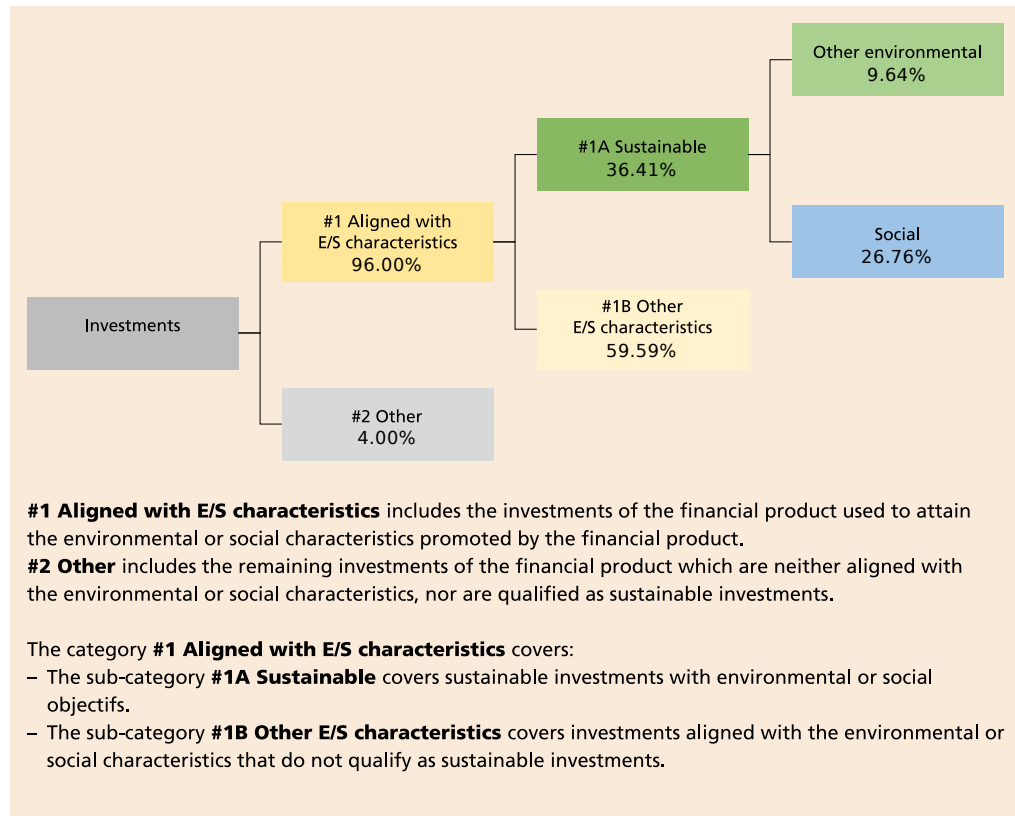 Other environmental
9.64%
#1A Sustainable
36.41%
#1 Aligned with
E/S characteristics
96.00%
Social
26.76%
Investments
#1B Other
E/S characteristics
59.59%
#2 Other
4.00%
#1 Aligned with E/S characteristics includes the investments of the financial product used to attain
the environmental or social characteristics promoted by the financial product.
#2 Other includes the remaining investments of the financial product which are neither aligned with
the environmental or social characteristics, nor are qualified as sustainable investments.
The category #1 Aligned with E/S characteristics covers:
– The sub-category #1A Sustainable covers sustainable investments with environmental or social
objectifs.
– The sub-category #1B Other E/S characteristics covers investments aligned with the environmental or
social characteristics that do not qualify as sustainable investments.